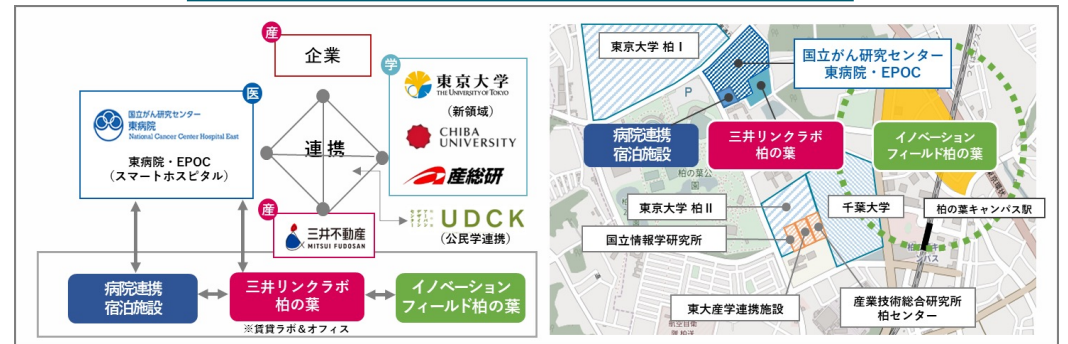 産
企業
学
東京大学
THE UNIVERSITY OF TOKYO
(新領域)
CHIBA
UNIVERSITY
産総研
医
国立がん研究センター
東病院
National Cancer Center Hospital East
東病院・EPOC
(スマートホスピタル)
連携
産
三井不動産
MITSUI FUDOSAN
UDCK
(公民学連携)
病院連携
宿泊施設
三井リンクラボ
柏の葉
イノベーション
フィールド柏の葉
※賃貸ラボ&オフィス
東京大学 柏Ⅰ
国立がん研究センター
東病院・EPOC
P
病院連携
宿泊施設
三井リンクラボ
柏の葉
イノベーション
フィールド柏の葉
柏の葉公
園
東京大学 柏Ⅱ
千葉大学
柏の葉キャンパス駅
国立情報学研究所
東大産学連携施設
産業技術総合研究所
柏センター